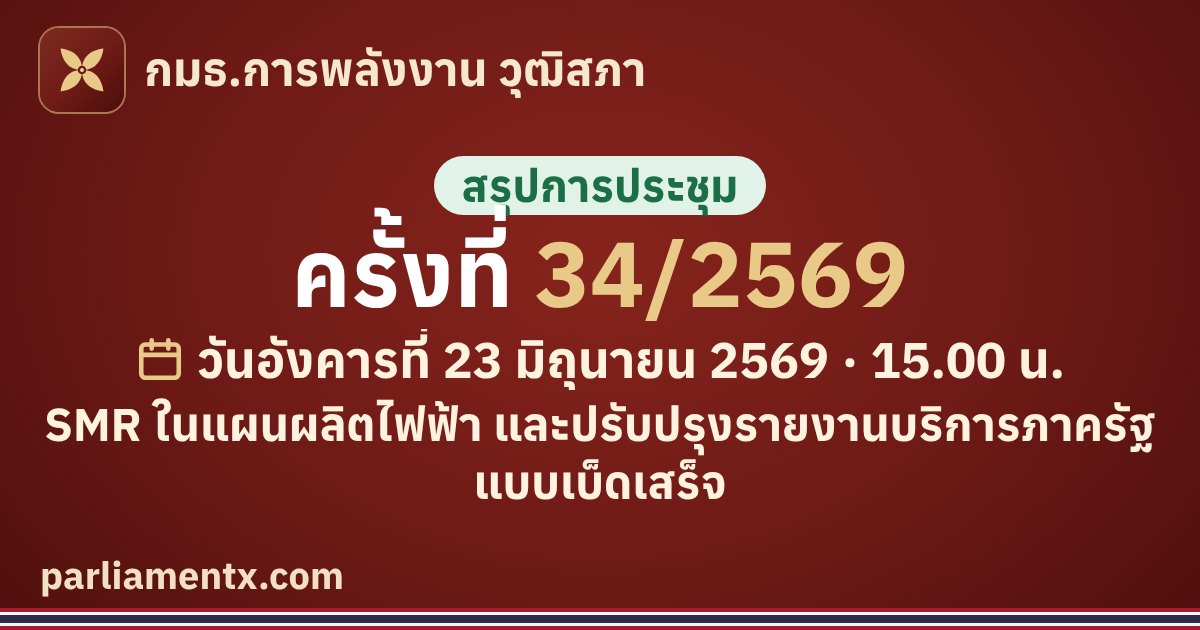 กมธ.การพลังงาน วุฒิสภา
สรุปการประชุม
ครั้งที่ 34/2569
วันอังคารที่ 23 มิถุนายน 2569 · 15.00 น.
SMR ในแผนผลิตไฟฟ้า และปรับปรุงรายงานบริการภาครัฐ
แบบเบ็ดเสร็จ
parliamentx.com